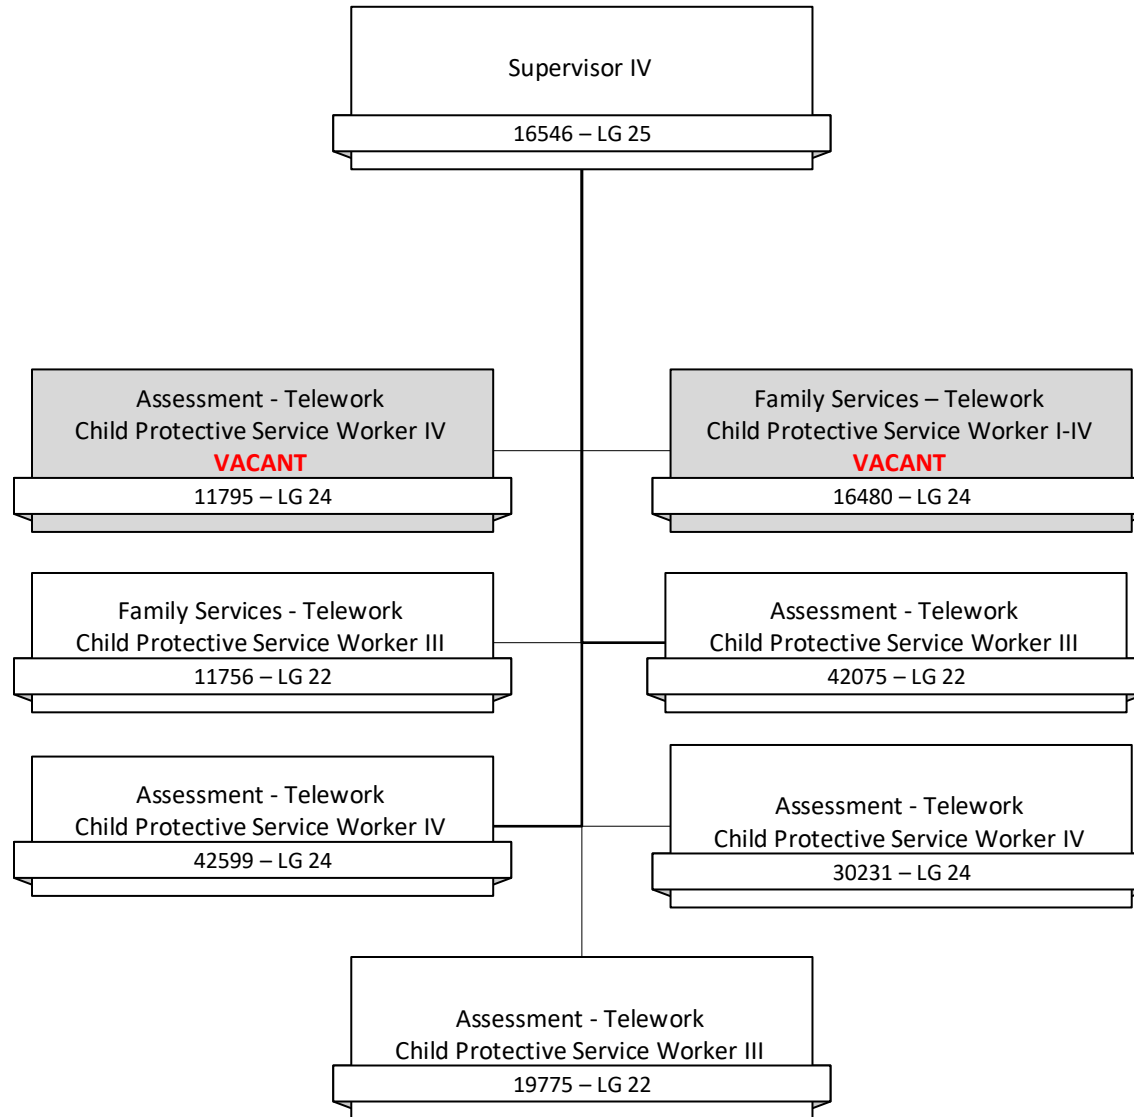 Supervisor IV
16546 – LG 25
Assessment - Telework
Child Protective Service Worker IV
VACANT
11795 – LG 24
Family Services – Telework
Child Protective Service Worker I-IV
VACANT
16480 – LG 24
Family Services - Telework
Child Protective Service Worker III
11756 – LG 22
Assessment - Telework
Child Protective Service Worker III
42075 – LG 22
Assessment - Telework
Child Protective Service Worker IV
42599 – LG 24
Assessment - Telework
Child Protective Service Worker IV
30231 – LG 24
Assessment - Telework
Child Protective Service Worker III
19775 – LG 22